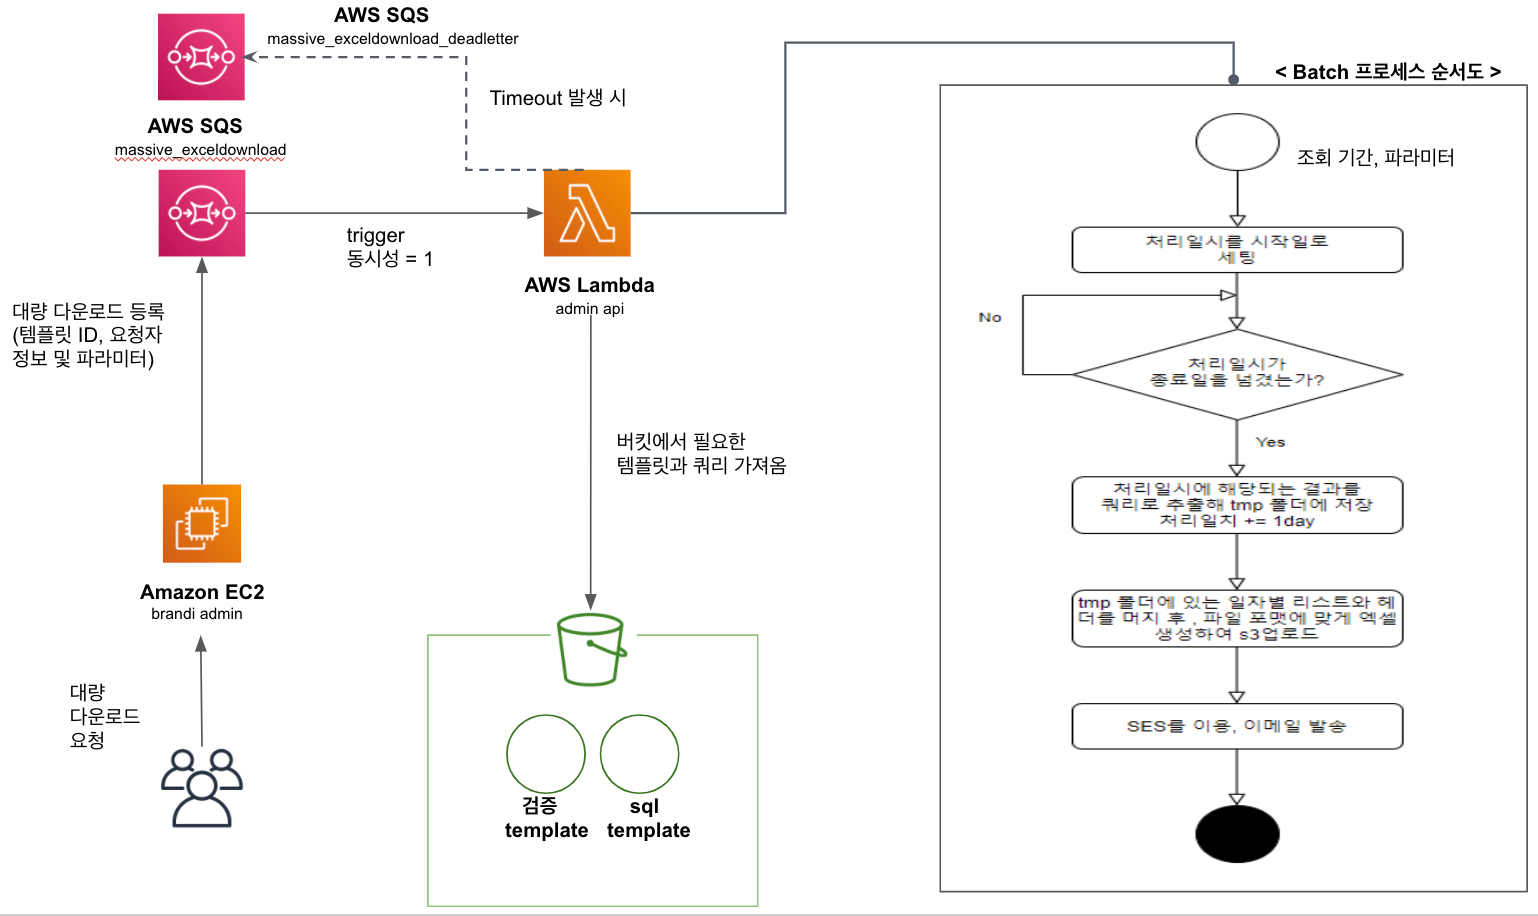 AWS SQS
massive_exceldownload_deadletter
Timeout 발생 시
AWS SQS
massive_exceldownload
trigger
동시성 = 1
AWS Lambda
admin api
대량 다운로드 등록
(템플릿 ID, 요청자
정보 및 파라미터)
버킷에서 필요한
템플릿과 쿼리 가져옴
Amazon EC2
brandi admin
대량
다운로드
요청
검증
template
sql
template
< Batch 프로세스 순서도 >
조회 기간, 파라미터
처리일시를 시작일로
세팅
No
처리일시가
종료일을 넘겼는가?
Yes
처리일시에 해당되는 결과를
쿼리로 추출해 tmp 폴더에 저장
처리일치 += 1day
tmp 폴더에 있는 일자별 리스트와 헤
더를 머지 후 , 파일 포맷에 맞게 엑셀
생성하여 s3업로드
SES를 이용, 이메일 발송